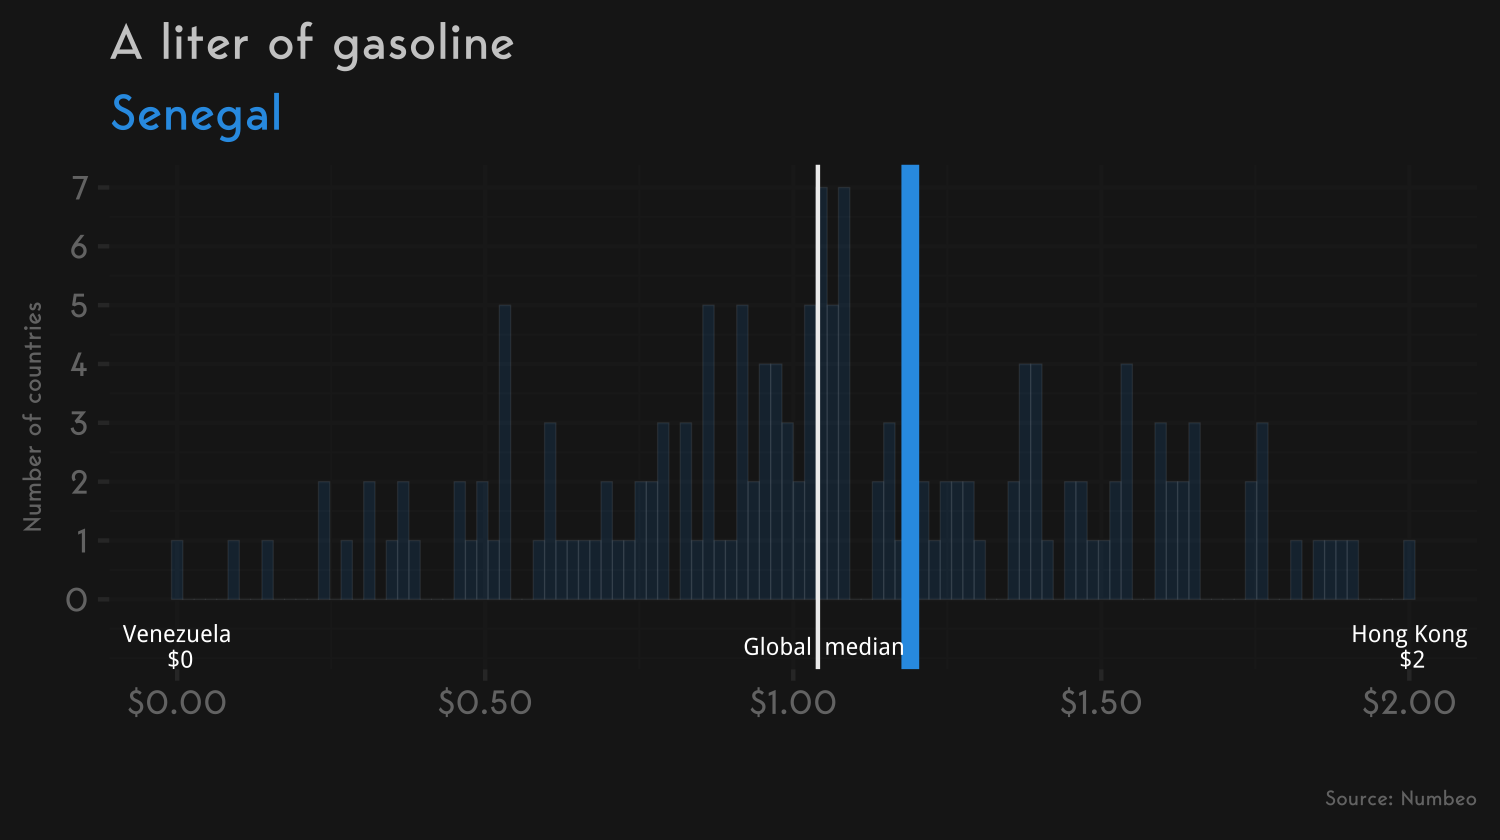 A liter of gasoline
Senegal
Number of countries
7
6
5
4
3
2
1
0
Venezuela
$0
Global median
Hong Kong
$2
$0.00 $0.50 $1.00 $1.50 $2.00
Source: Numbeo